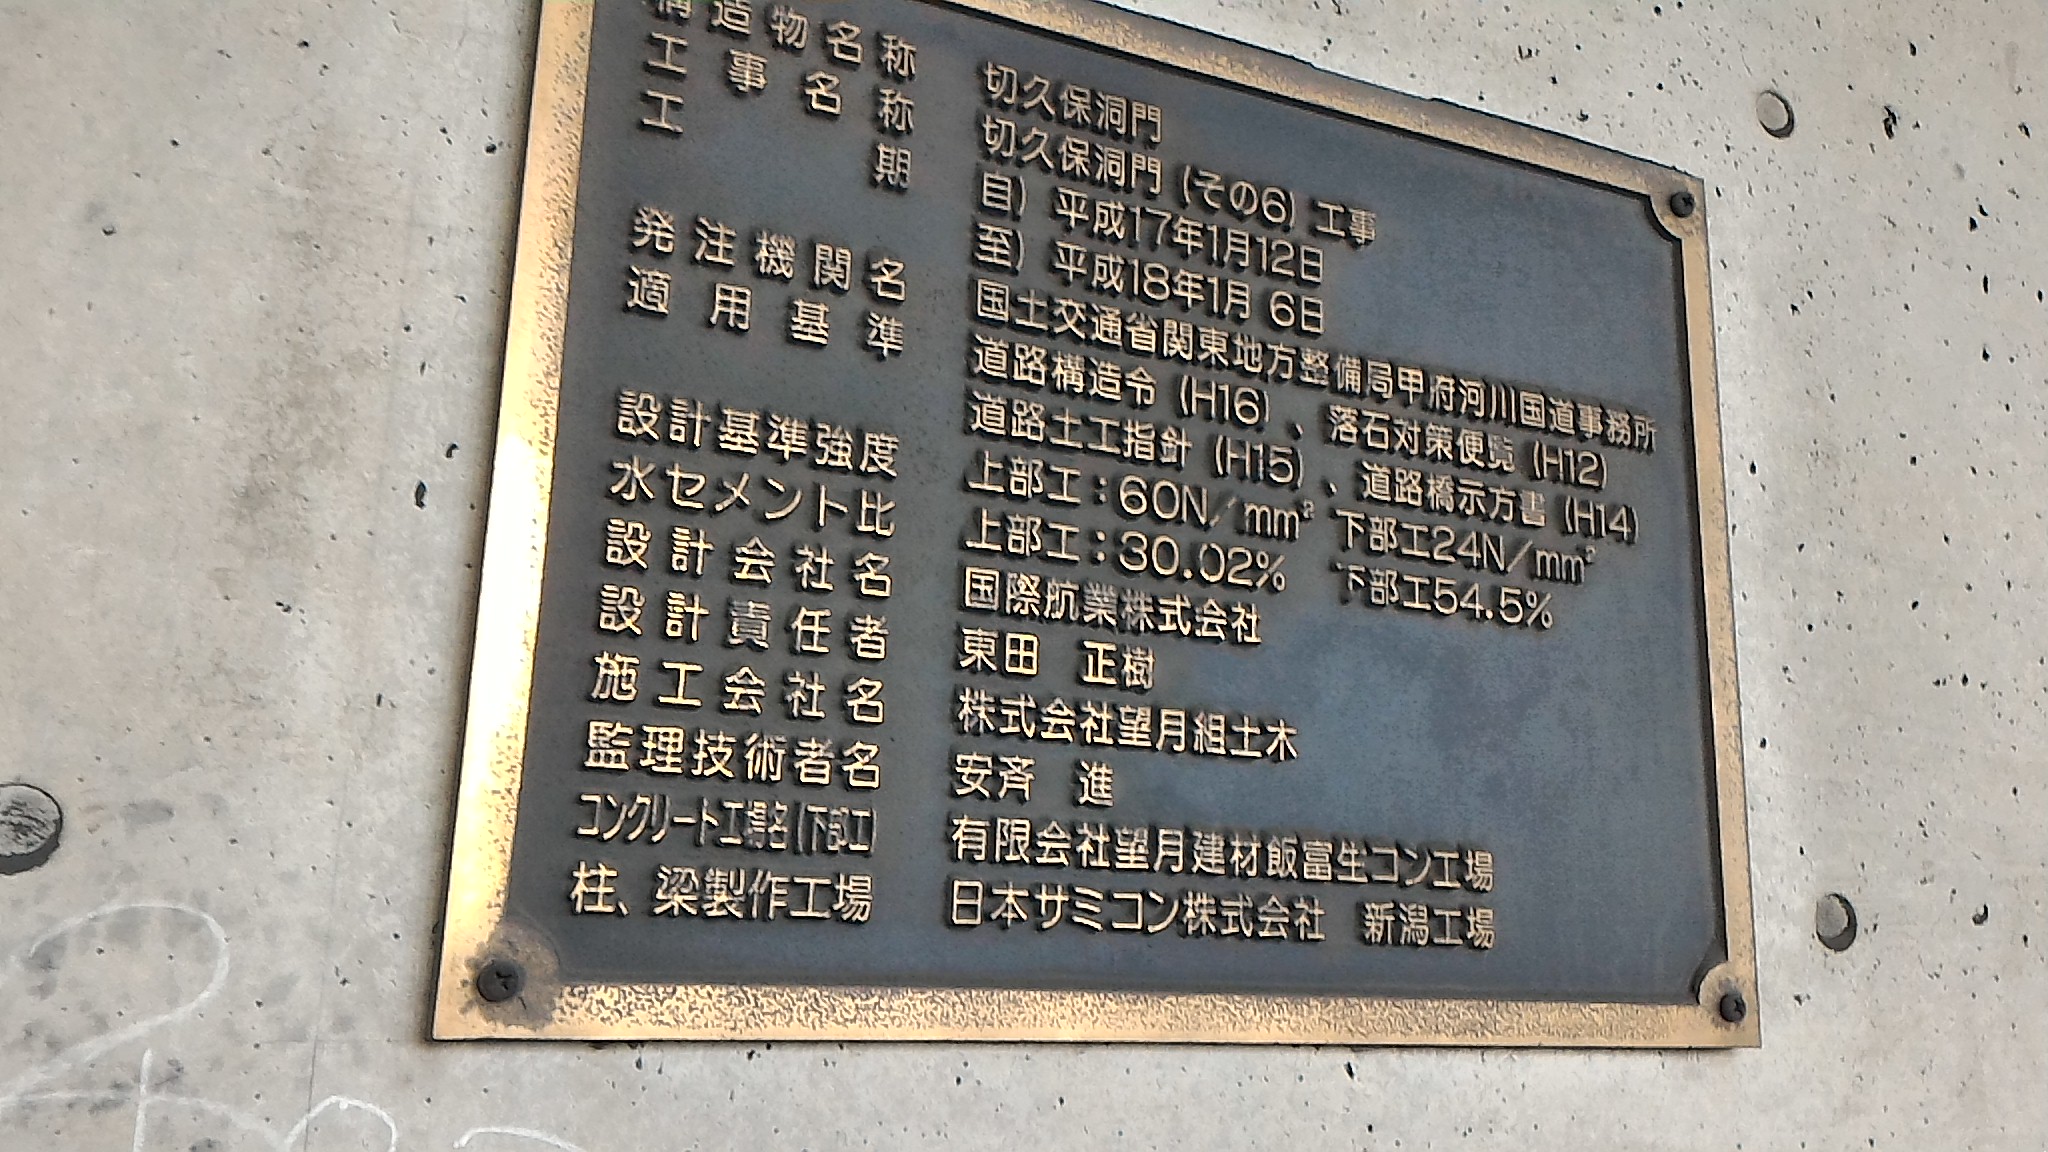 構造物名称 切久保洞門
工事名称 切久保洞門 (その6) 工事
工期 自) 平成17年1月12日
至) 平成18年1月 6日
発注機関名 国土交通省関東地方整備局甲府河川国道事務所
適用基準 道路構造令 (H16) 、落石対策便覧 (H12)
道路土工指針 (H15) 、道路橋示方書 (H14)
設計基準強度 上部工:60N/mm² 下部工24N/mm²
水セメント比 上部工:30.02% 下部工54.5%
設計会社名 国際航業株式会社
設計責任者 東田 正樹
施工会社名 株式会社望月組土木
監理技術者名 安斉 進
コンクリート工場名(下部工) 有限会社望月建材飯富生コン工場
柱、梁製作工場 日本サミコン株式会社 新潟工場